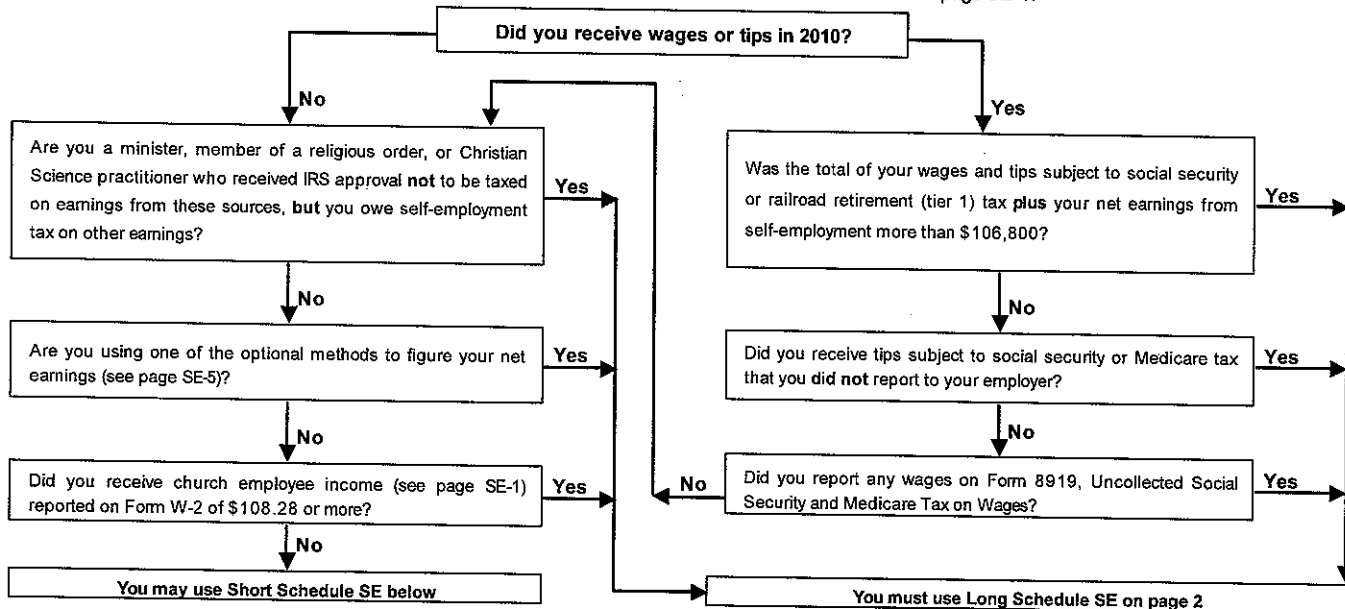 Did you receive wages or tips in 2010?
No
Yes
Are you a minister, member of a religious order, or Christian
Science practitioner who received IRS approval not to be taxed
on earnings from these sources, but you owe self-employment
tax on other earnings?
Yes
Was the total of your wages and tips subject to social security
or railroad retirement (tier 1) tax plus your net earnings from
self-employment more than $106,800?
Yes
No
No
Are you using one of the optional methods to figure your net
earnings (see page SE-5)?
Yes
Did you receive tips subject to social security or Medicare tax
that you did not report to your employer?
Yes
No
No
Did you receive church employee income (see page SE-1)
reported on Form W-2 of $108.28 or more?
Yes
No
Did you report any wages on Form 8919, Uncollected Social
Security and Medicare Tax on Wages?
Yes
No
You may use Short Schedule SE below
You must use Long Schedule SE on page 2